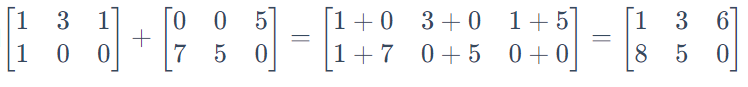 [1 3 1] + [0 0 5] = [1+0 3+0 1+5] = [1 3 6]
[1 0 0] [7 5 0] [1+7 0+5 0+0] [8 5 0]